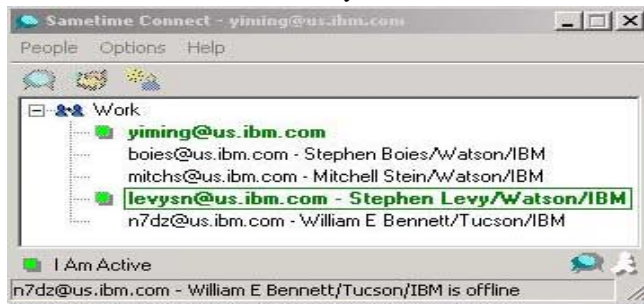 Sametime Connect - yiming@us.ibm.com
People Options Help
Work
yiming@us.ibm.com
boies@us.ibm.com - Stephen Boies/Watson/IBM
mitchs@us.ibm.com - Mitchell Stein/Watson/IBM
levysn@us.ibm.com - Stephen Levy/Watson/IBM
n7dz@us.ibm.com - William E Bennett/Tucson/IBM
I Am Active
n7dz@us.ibm.com - William E Bennett/Tucson/IBM is offline